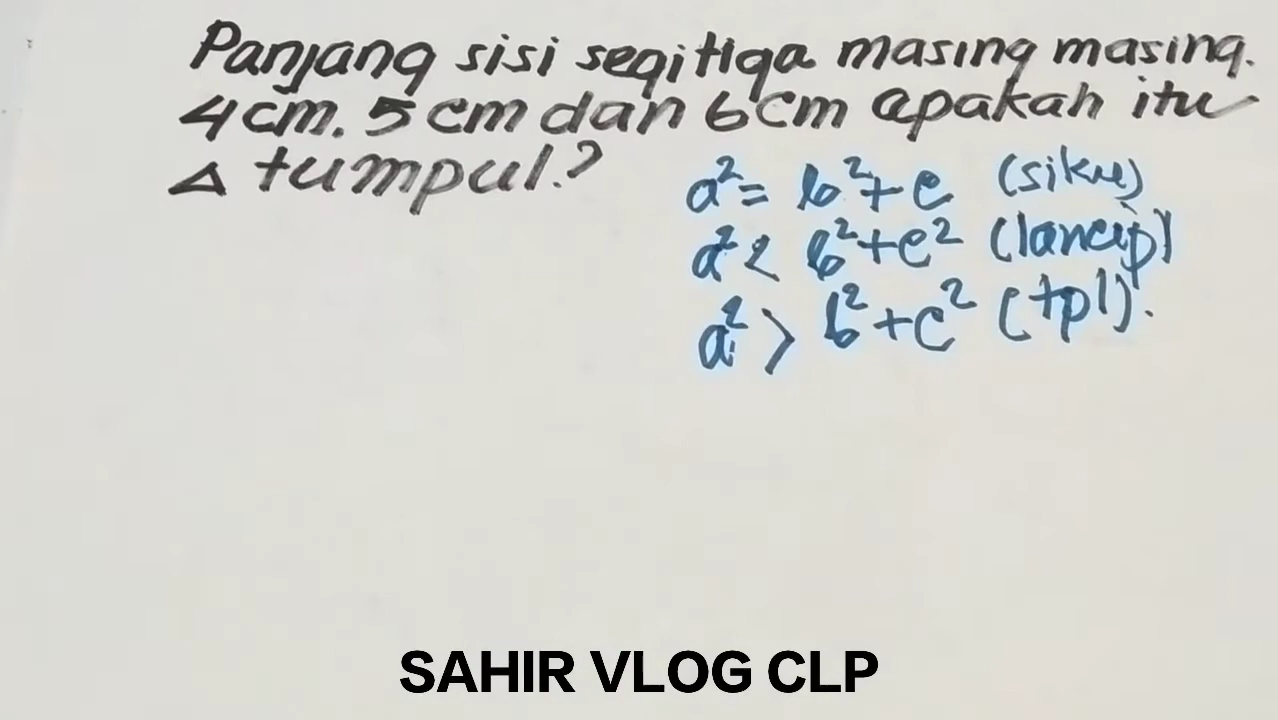 Panjang sisi segitiga masing masing.
4 cm. 5 cm dan 6 cm apakah itu
△ tumpul.?
a² = b² + c (siku)
a² < b² + c² (lancip)
a² > b² + c² (tpl).
SAHIR VLOG CLP